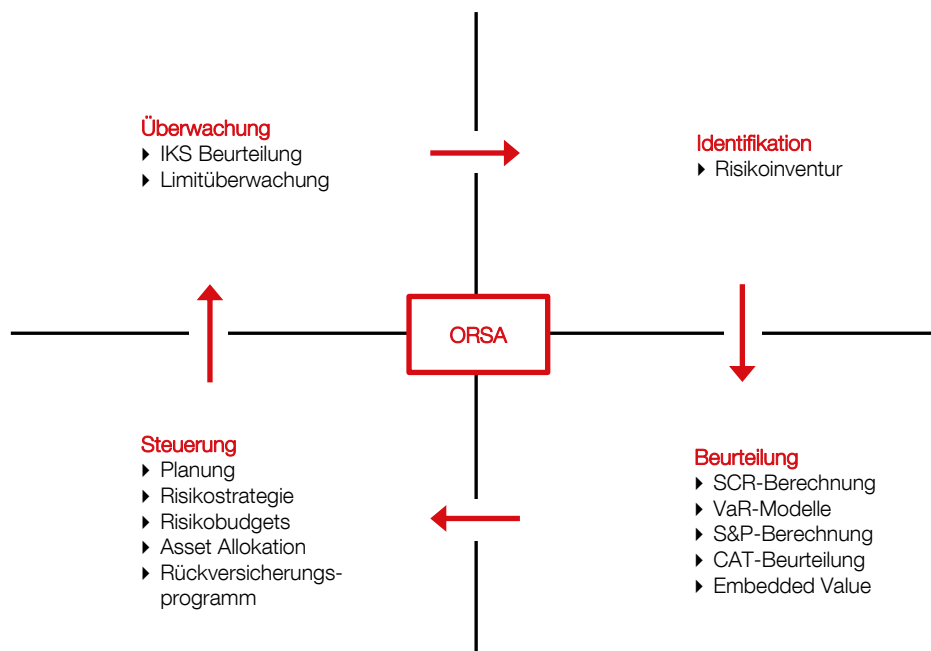 Überwachung
IKS Beurteilung
Limitüberwachung
Identifikation
Risikoinventur
ORSA
Steuerung
Planung
Risikostrategie
Risikobudgets
Asset Allokation
Rückversicherungs-
programm
Beurteilung
SCR-Berechnung
VaR-Modelle
S&P-Berechnung
CAT-Beurteilung
Embedded Value